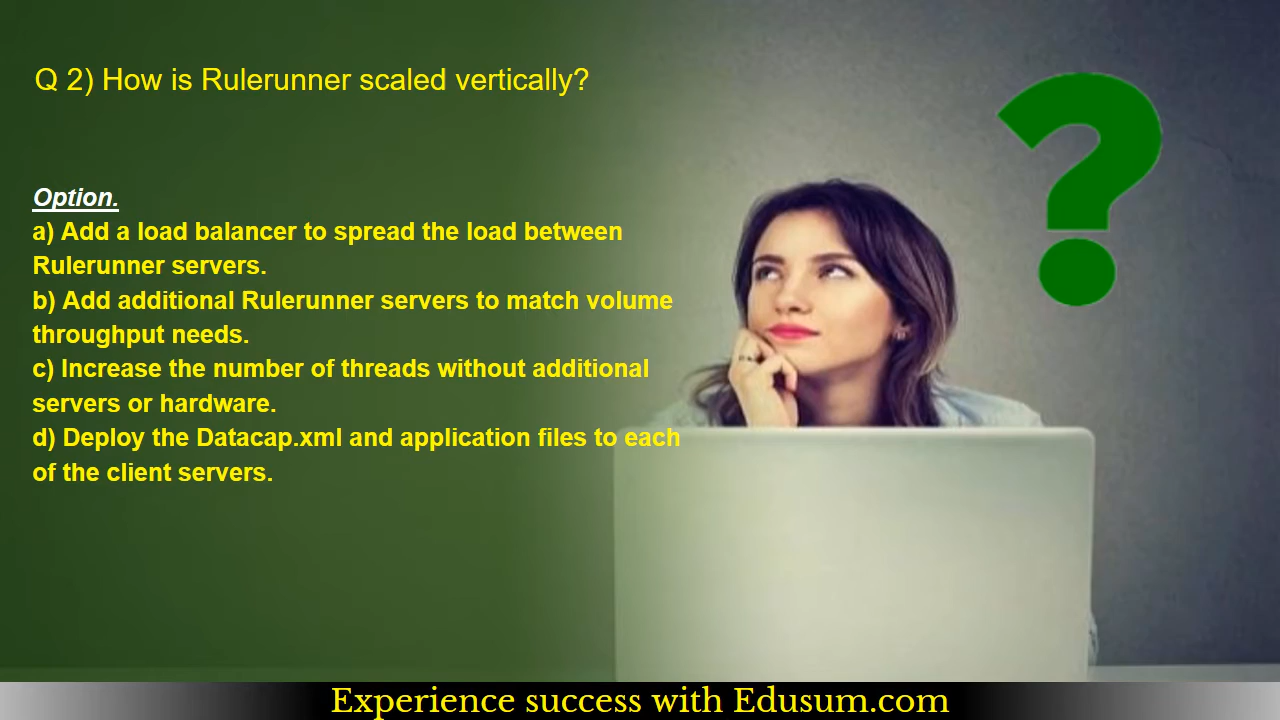 Q 2) How is Rulerunner scaled vertically?
Option.
a) Add a load balancer to spread the load between
Rulerunner servers.
b) Add additional Rulerunner servers to match volume
throughput needs.
c) Increase the number of threads without additional
servers or hardware.
d) Deploy the Datacap.xml and application files to each
of the client servers.
Experience success with Edusum.com